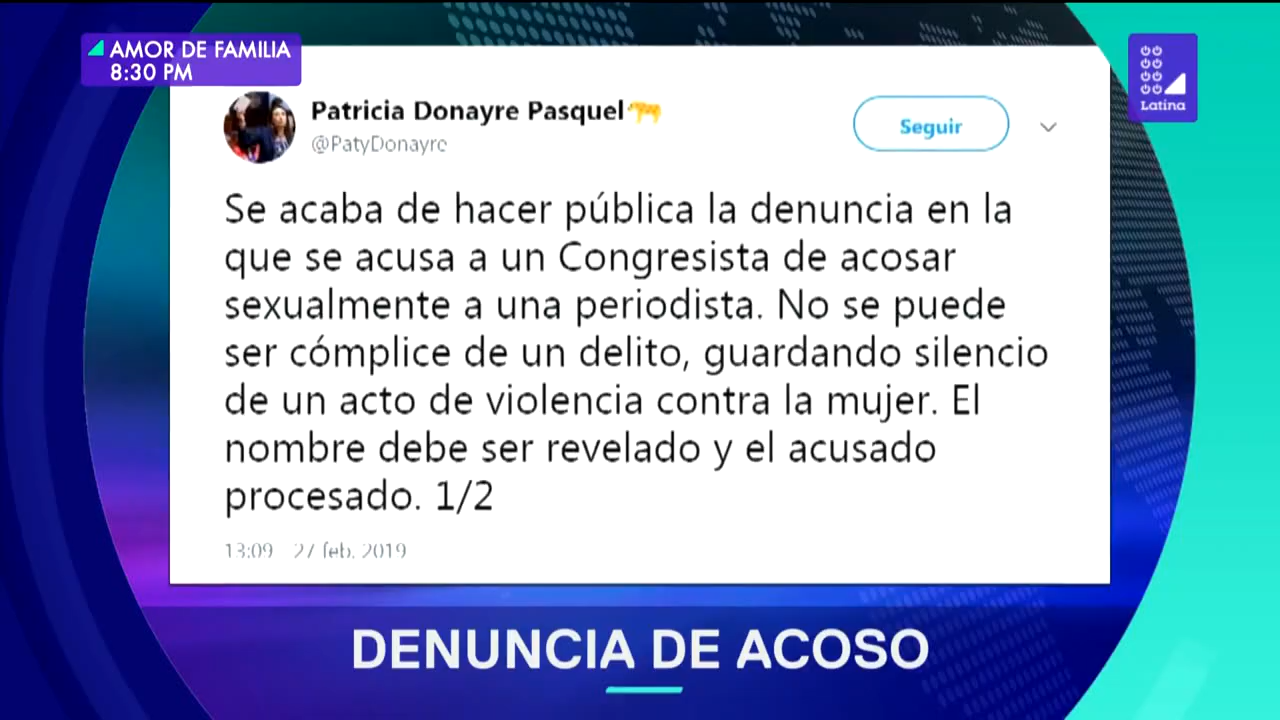 AMOR DE FAMILIA
8:30 PM
Latina
Patricia Donayre Pasquel
@PatyDonayre
Seguir
Se acaba de hacer pública la denuncia en la
que se acusa a un Congresista de acosar
sexualmente a una periodista. No se puede
ser cómplice de un delito, guardando silencio
de un acto de violencia contra la mujer. El
nombre debe ser revelado y el acusado
procesado. 1/2
13:09 27 feb. 2019
DENUNCIA DE ACOSO